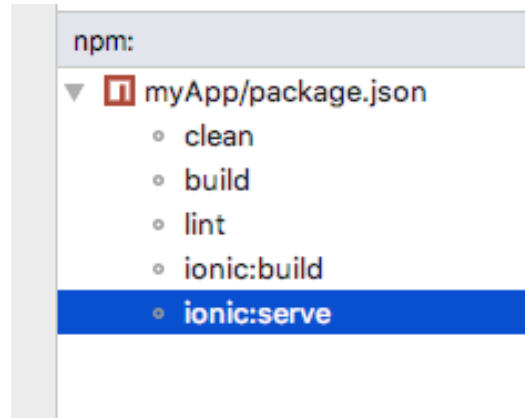 npm:
myApp/package.json
clean
build
lint
ionic:build
ionic:serve